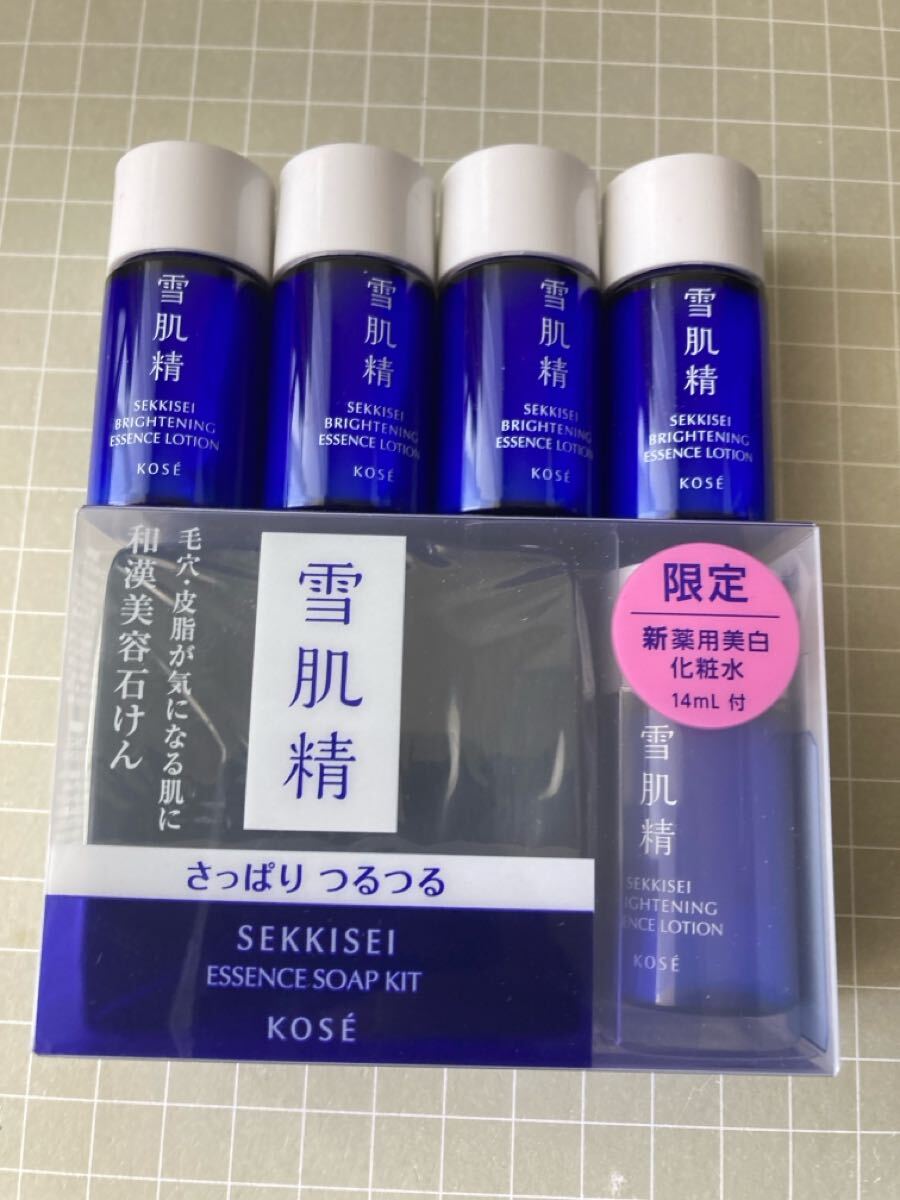 雪肌精
SEKKISEI
BRIGHTENING
ESSENCE LOTION
KOSÉ
雪肌精
SEKKISEI
BRIGHTENING
ESSENCE LOTION
KOSÉ
雪肌精
SEKKISEI
BRIGHTENING
ESSENCE LOTION
KOSÉ
雪肌精
SEKKISEI
BRIGHTENING
ESSENCE LOTION
KOSÉ
毛穴・皮脂が気になる肌に
和漢美容石けん
雪肌精
さっぱり つるつる
SEKKISEI
ESSENCE SOAP KIT
KOSÉ
限定
新薬用美白
化粧水
14mL 付
雪肌精
SEKKISEI
IGHTENING
ENCE LOTION
KOSÉ